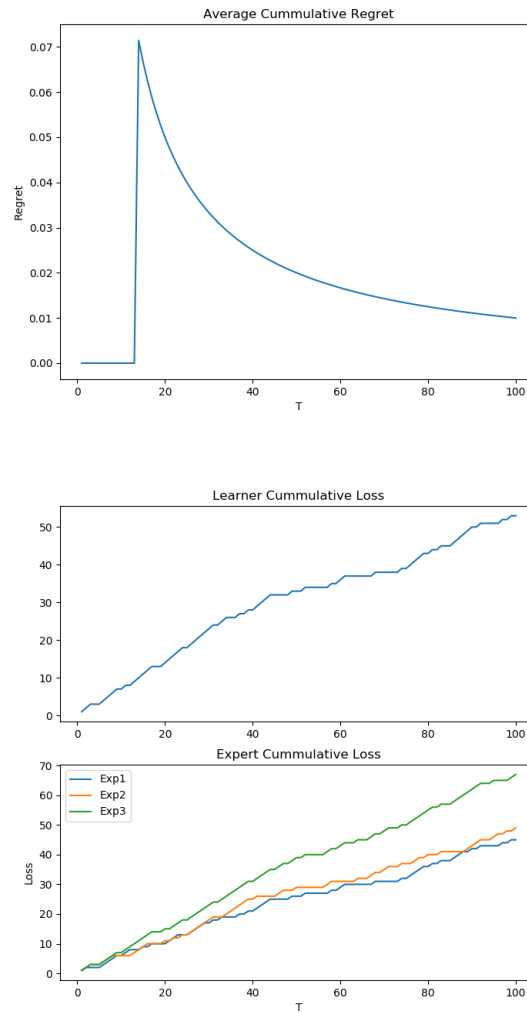 Average Cummulative Regret
0.07
0.06
0.05
0.04
0.03
0.02
0.01
0.00
Regret
0 20 40 60 80 100
T
Learner Cummulative Loss
50
40
30
20
10
0
0 20 40 60 80 100
Expert Cummulative Loss
70
60
50
40
30
20
10
0
Loss
Exp1
Exp2
Exp3
0 20 40 60 80 100
T